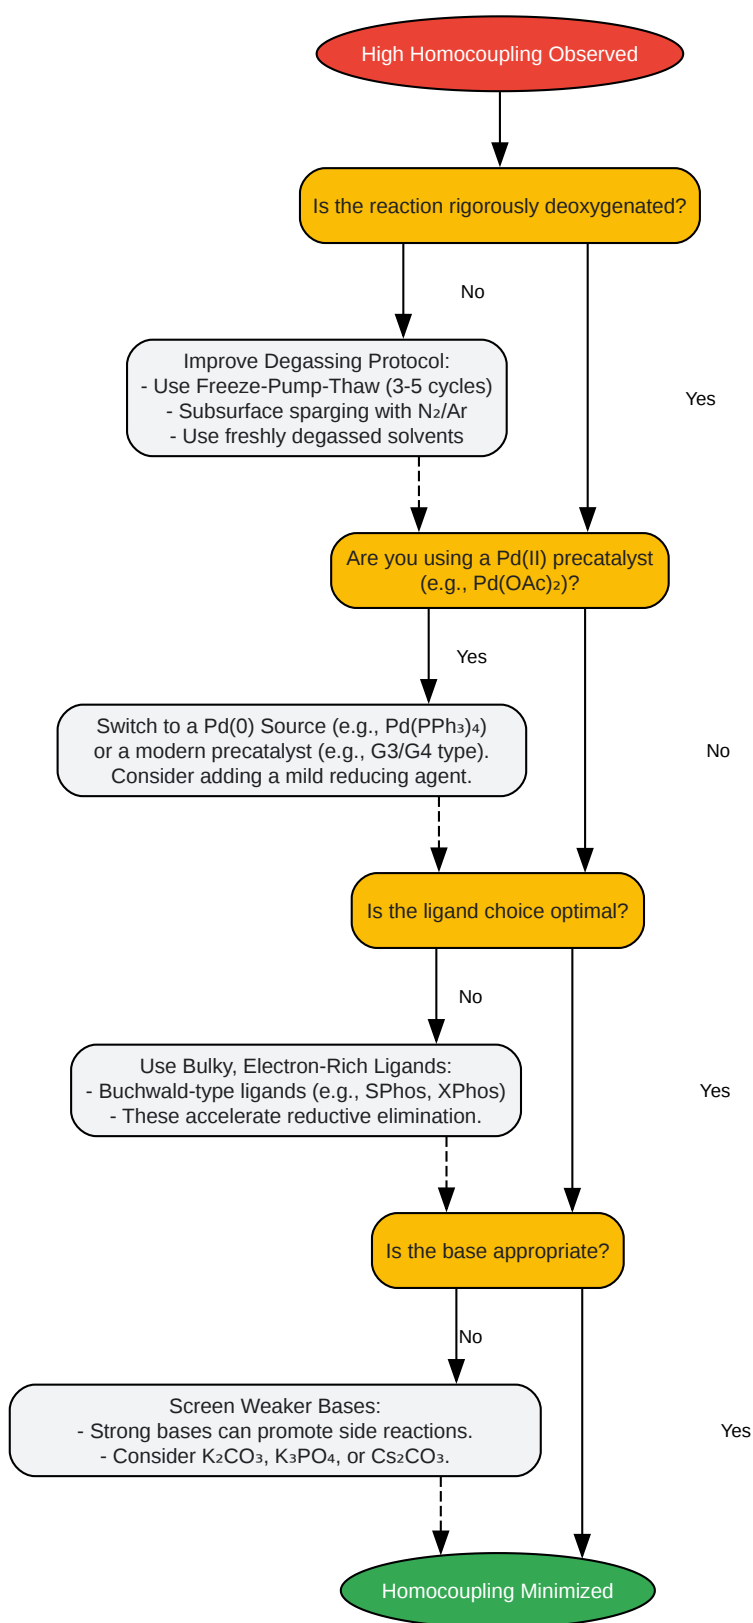 High Homocoupling Observed
Is the reaction rigorously deoxygenated?
No
Improve Degassing Protocol:
- Use Freeze-Pump-Thaw (3-5 cycles)
- Subsurface sparging with N₂/Ar
- Use freshly degassed solvents
Yes
Are you using a Pd(II) precatalyst
(e.g., Pd(OAc)₂)?
Yes
Switch to a Pd(0) Source (e.g., Pd(PPh₃)₄)
or a modern precatalyst (e.g., G3/G4 type).
Consider adding a mild reducing agent.
No
Is the ligand choice optimal?
No
Use Bulky, Electron-Rich Ligands:
- Buchwald-type ligands (e.g., SPhos, XPhos)
- These accelerate reductive elimination.
Yes
Is the base appropriate?
No
Screen Weaker Bases:
- Strong bases can promote side reactions.
- Consider K₂CO₃, K₃PO₄, or Cs₂CO₃.
Yes
Homocoupling Minimized